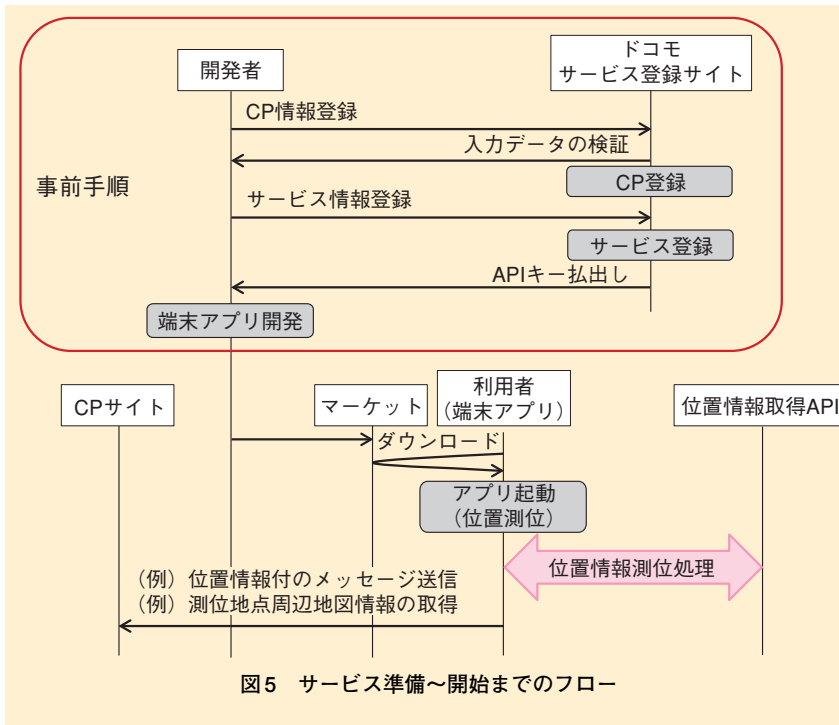 開発者
ドコモ
サービス登録サイト
CP情報登録
入力データの検証
CP登録
事前手順
サービス情報登録
サービス登録
APIキー払出し
端末アプリ開発
CPサイト
マーケット
利用者
(端末アプリ)
位置情報取得API
ダウンロード
アプリ起動
(位置測位)
位置情報測位処理
(例)位置情報付のメッセージ送信
(例)測位地点周辺地図情報の取得
図5 サービス準備~開始までのフロー